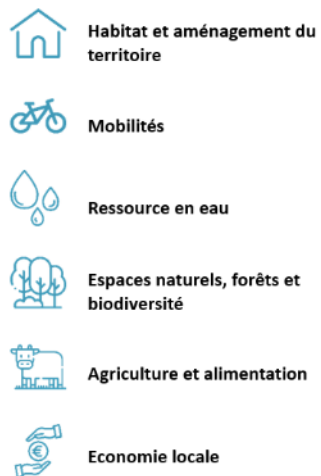 Habitat et aménagement du
territoire
Mobilités
Ressource en eau
Espaces naturels, forêts et
biodiversité
Agriculture et alimentation
Economie locale